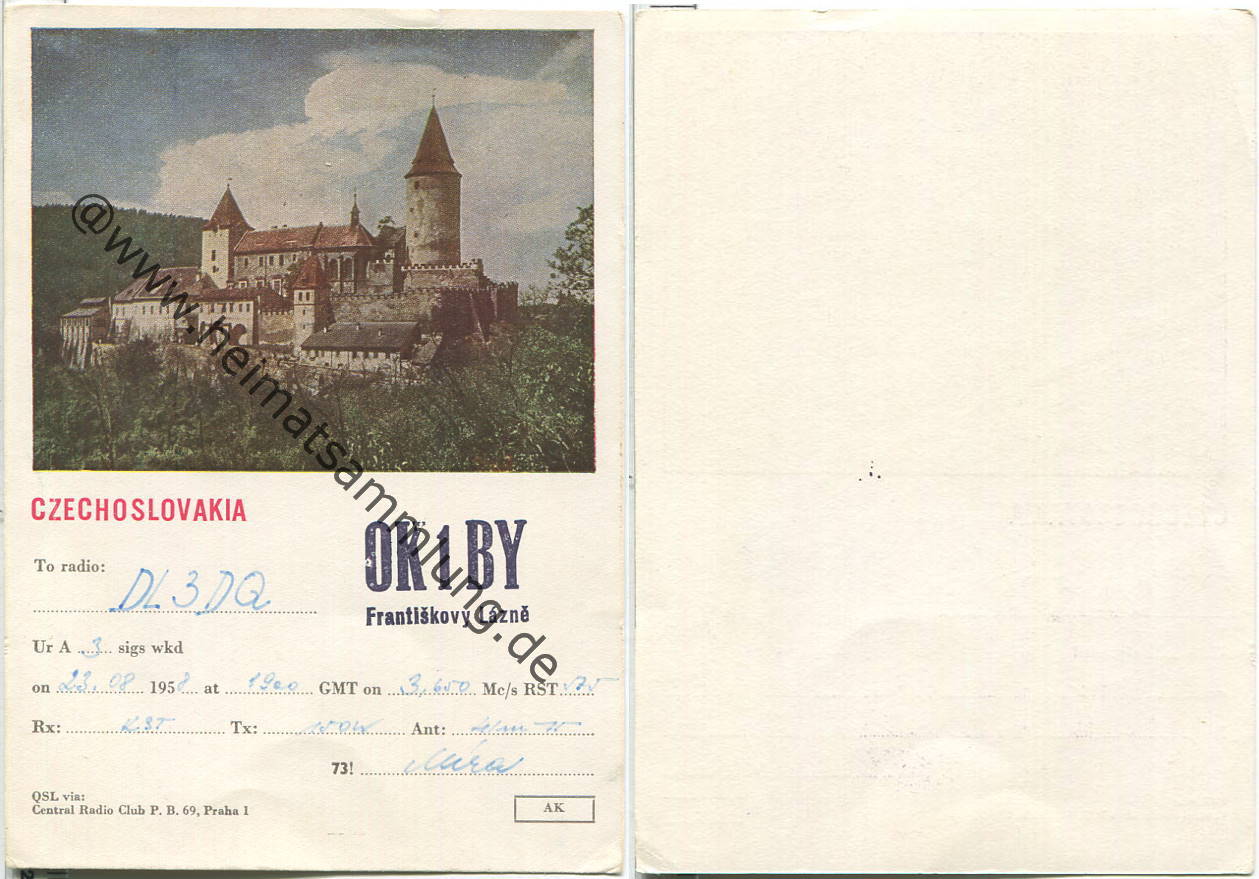 @www.heimatsammlung.de
CZECHOSLOVAKIA
OK1BY
Františkovy Lázně
To radio:
DL3DQ
Ur A 3 sigs wkd
on 23.08 1958 at 1900 GMT on 3,650 Mc/s RST
Rx: Tx: 150W Ant:
73! Míra
QSL via:
Central Radio Club P. B. 69, Praha 1
AK